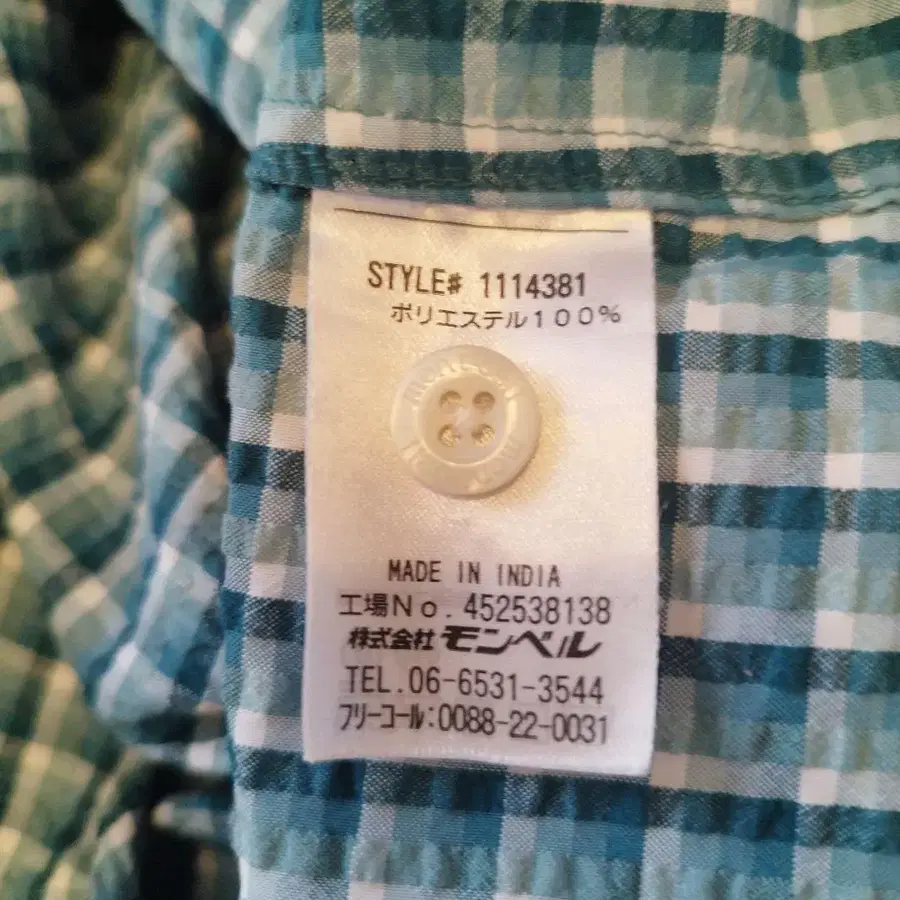 STYLE# 1114381
ポリエステル100%
MADE IN INDIA
工場No.452538138
株式会社 モンベル
TEL.06-6531-3544
フリーコール:0088-22-0031